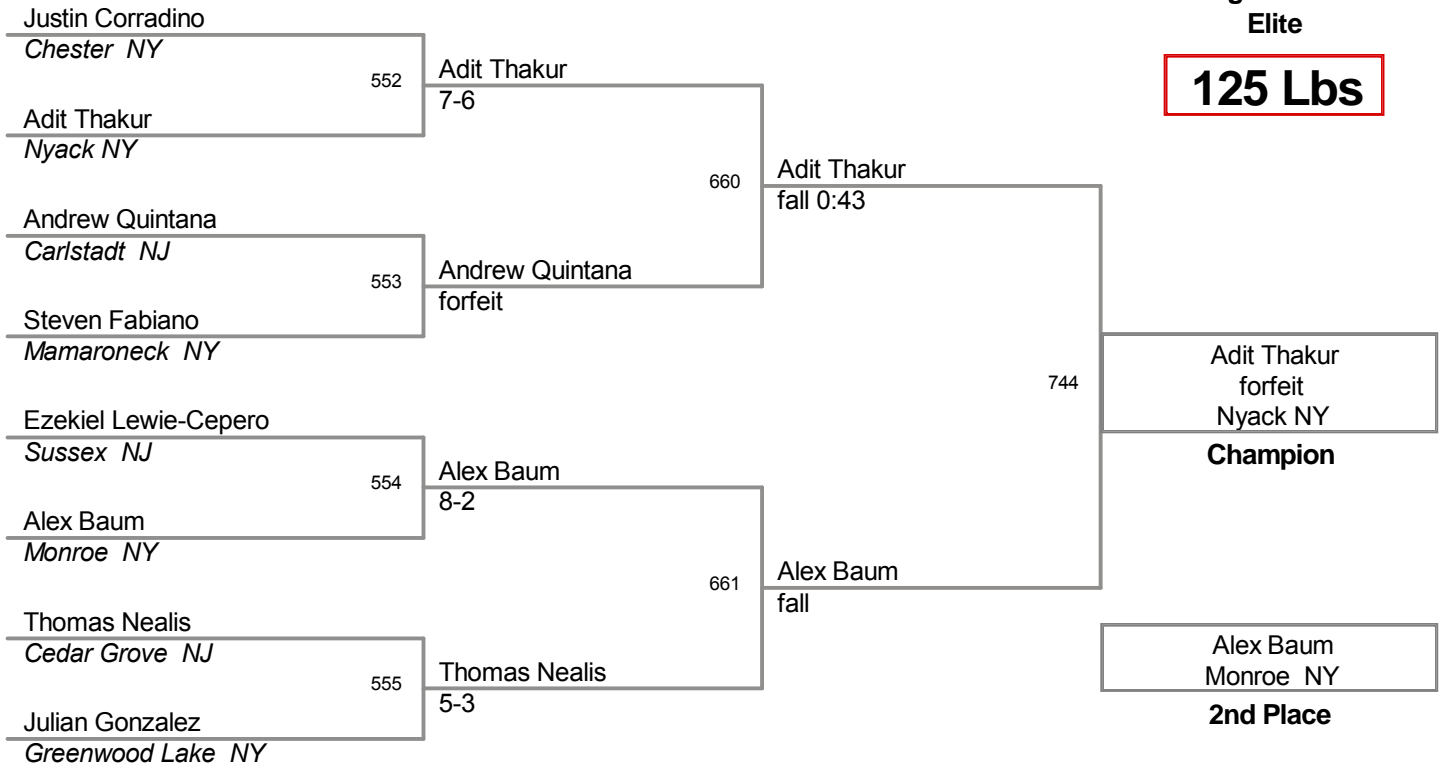 Elite
125 Lbs
Justin Corradino
Chester NY
552
Adit Thakur
7-6
Adit Thakur
Nyack NY
660
Adit Thakur
fall 0:43
Andrew Quintana
Carlstadt NJ
553
Andrew Quintana
forfeit
Steven Fabiano
Mamaroneck NY
744
Adit Thakur
forfeit
Nyack NY
Champion
Ezekiel Lewie-Cepero
Sussex NJ
554
Alex Baum
8-2
Alex Baum
Monroe NY
661
Alex Baum
fall
Thomas Nealis
Cedar Grove NJ
555
Thomas Nealis
5-3
Julian Gonzalez
Greenwood Lake NY
Alex Baum
Monroe NY
2nd Place